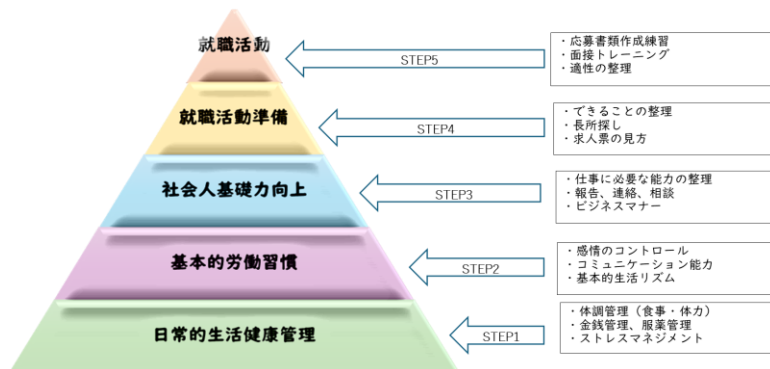 就職活動
STEP5
・応募書類作成練習
・面接トレーニング
・適性の整理
就職活動準備
STEP4
・できることの整理
・長所探し
・求人票の見方
社会人基礎力向上
STEP3
・仕事に必要な能力の整理
・報告、連絡、相談
・ビジネスマナー
基本的労働習慣
STEP2
・感情のコントロール
・コミュニケーション能力
・基本的生活リズム
日常的生活健康管理
STEP1
・体調管理（食事・体力）
・金銭管理、服薬管理
・ストレスマネジメント